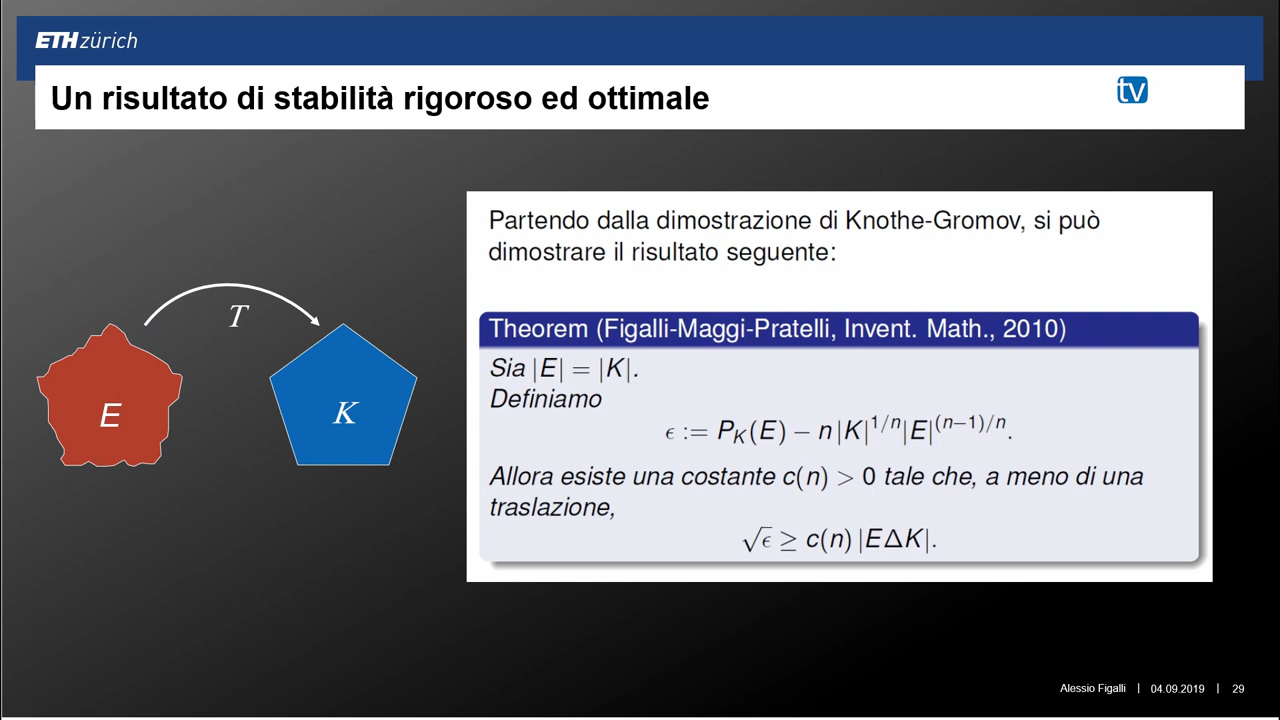 ETH zürich
Un risultato di stabilità rigoroso ed ottimale
tv
Partendo dalla dimostrazione di Knothe-Gromov, si può
dimostrare il risultato seguente:
T
E
K
Theorem (Figalli-Maggi-Pratelli, Invent. Math., 2010)
Sia |E| = |K|.
Definiamo
ϵ := P_K(E) − n|K|^{1/n}|E|^{(n−1)/n}.
Allora esiste una costante c(n) > 0 tale che, a meno di una
traslazione,
√ϵ ≥ c(n) |EΔK|.
Alessio Figalli | 04.09.2019 | 29